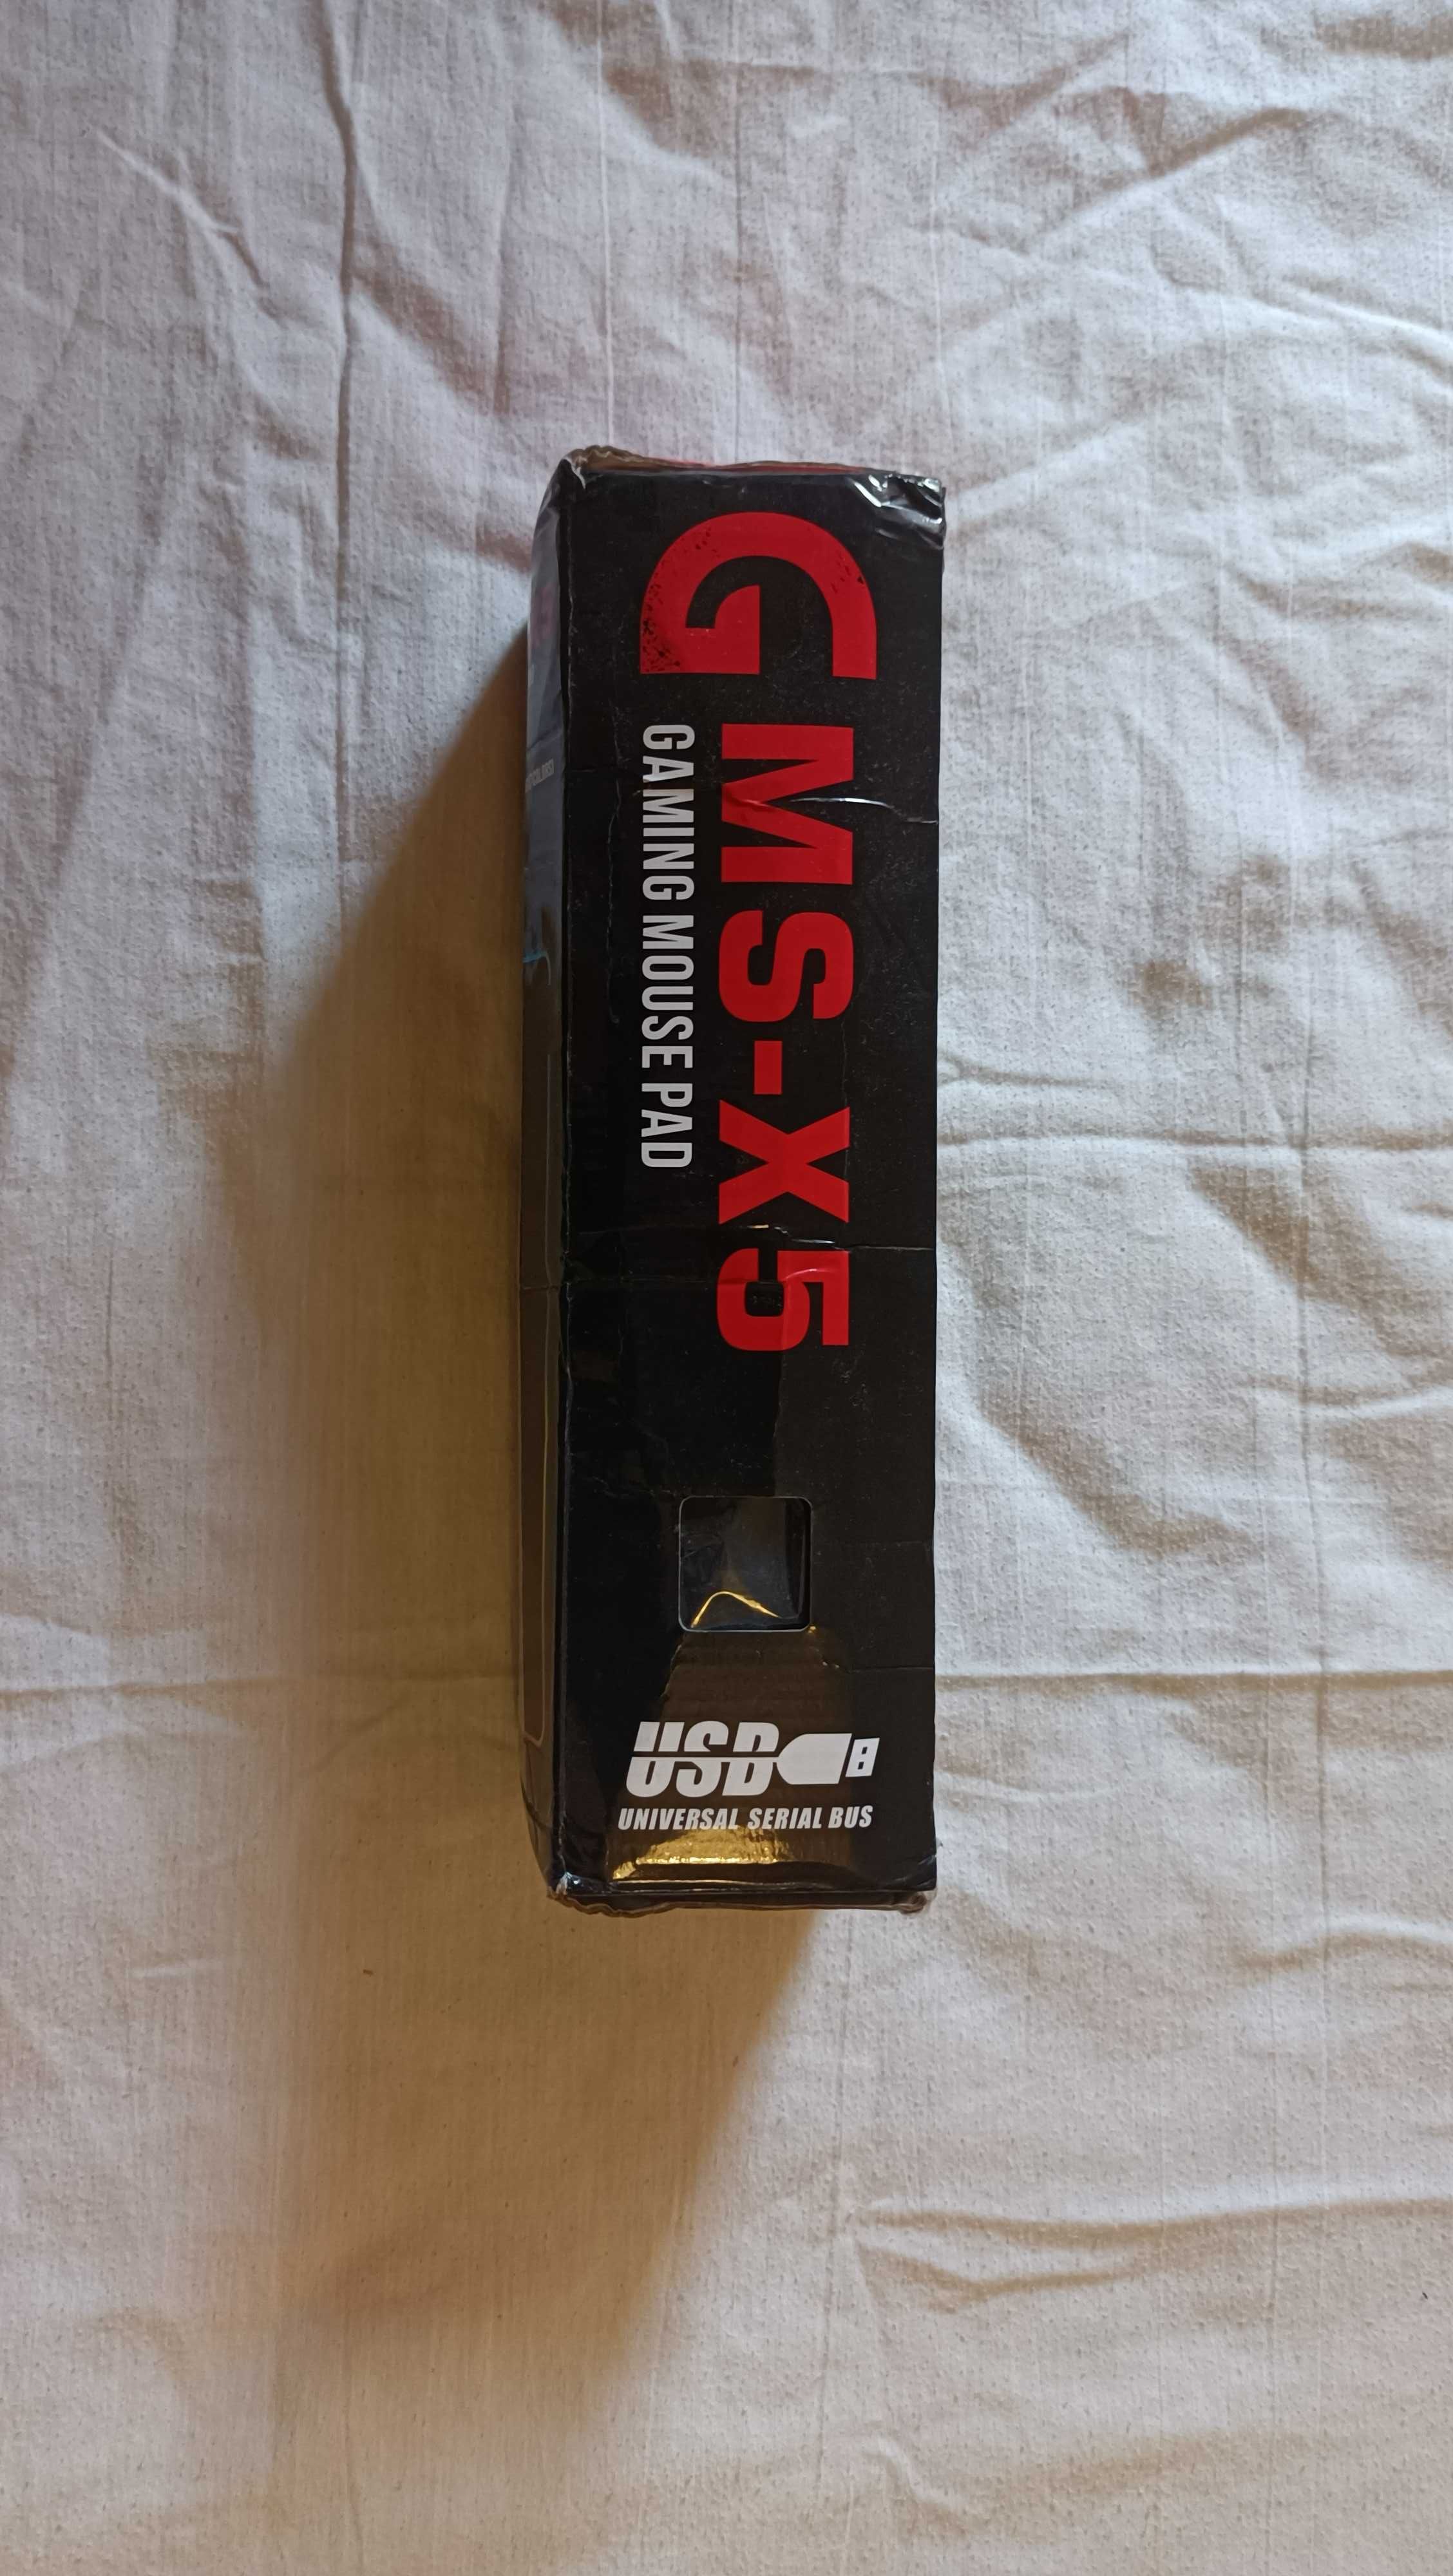 GMS-X5
GAMING MOUSE PAD
USB
UNIVERSAL SERIAL BUS